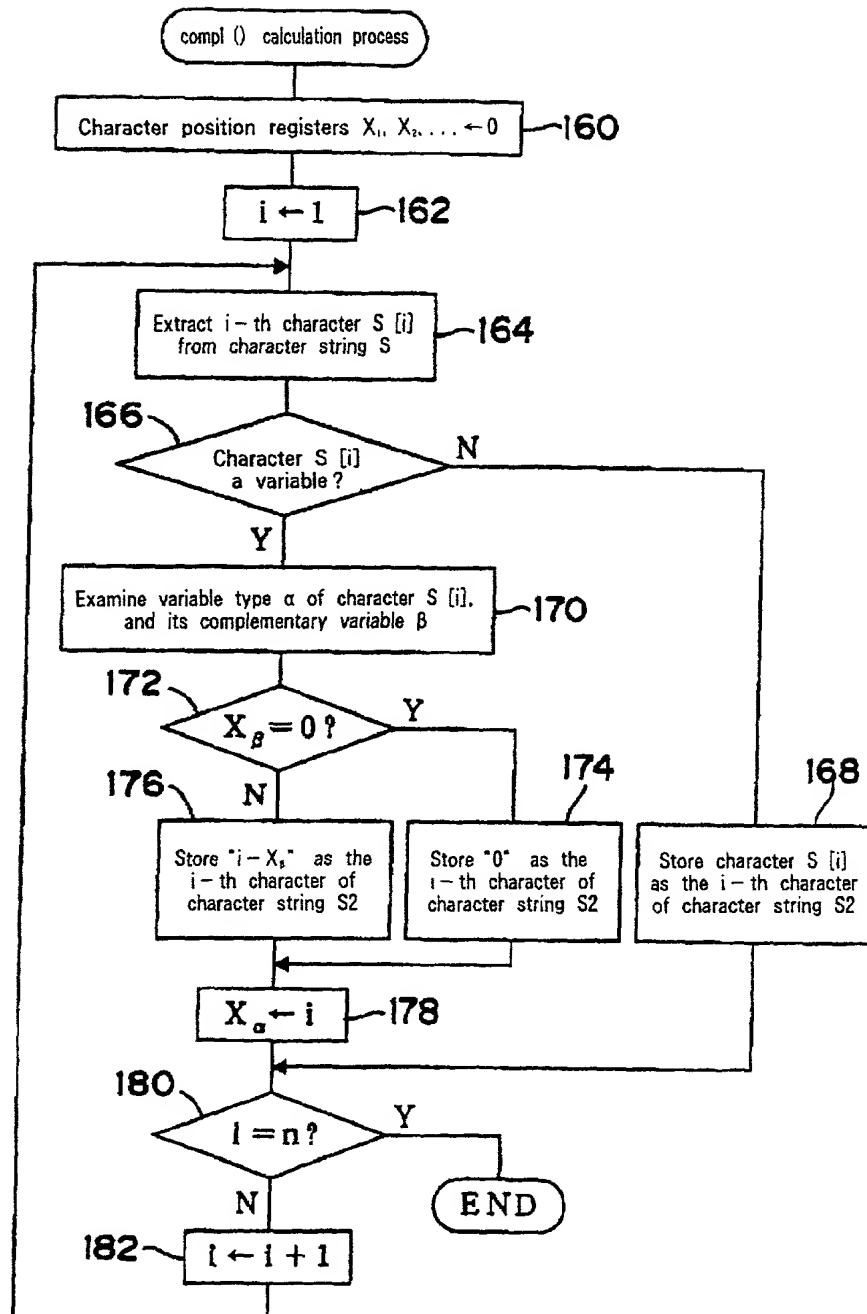 compl () calculation process
Character position registers X₁, X₂, ... ← 0
160
i ← 1
162
Extract i-th character S [i]
from character string S
164
166
Character S [i]
a variable?
N
Y
Examine variable type α of character S [i],
and its complementary variable β
170
172
Xᵦ = 0?
Y
N
176
174
168
Store "i-Xᵦ" as the
i-th character of
character string S2
Store "0" as the
i-th character of
character string S2
Store character S [i]
as the i-th character
of character string S2
X_α ← i
178
180
i = n?
Y
N
END
182
i ← i + 1